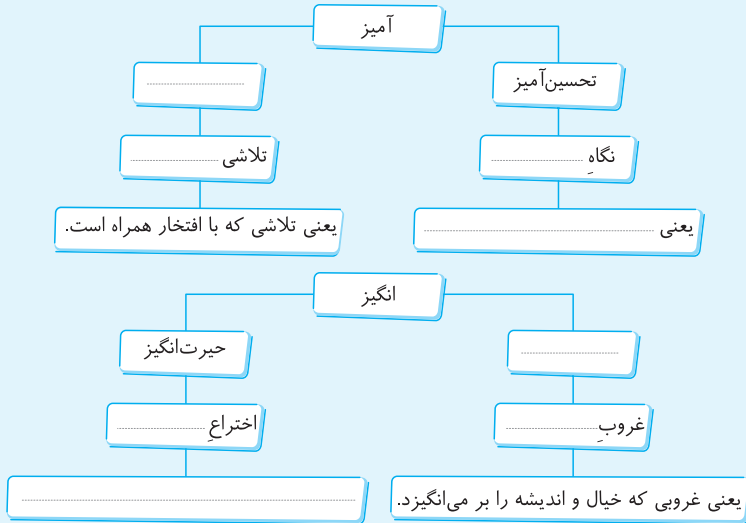 آمیز
تحسین‌آمیز
....................
نگاهِ ....................
تلاشی ....................
یعنی ..................................................
یعنی تلاشی که با افتخار همراه است.
انگیز
....................
حیرت‌انگیز
غروبِ ....................
اختراعِ ....................
یعنی غروبی که خیال و اندیشه را بر می‌انگیزد.
......................................................................